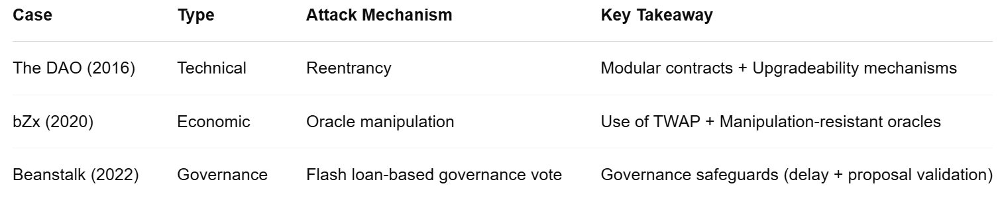 Case Type Attack Mechanism Key Takeaway
The DAO (2016) Technical Reentrancy Modular contracts + Upgradeability mechanisms
bZx (2020) Economic Oracle manipulation Use of TWAP + Manipulation-resistant oracles
Beanstalk (2022) Governance Flash loan-based governance vote Governance safeguards (delay + proposal validation)